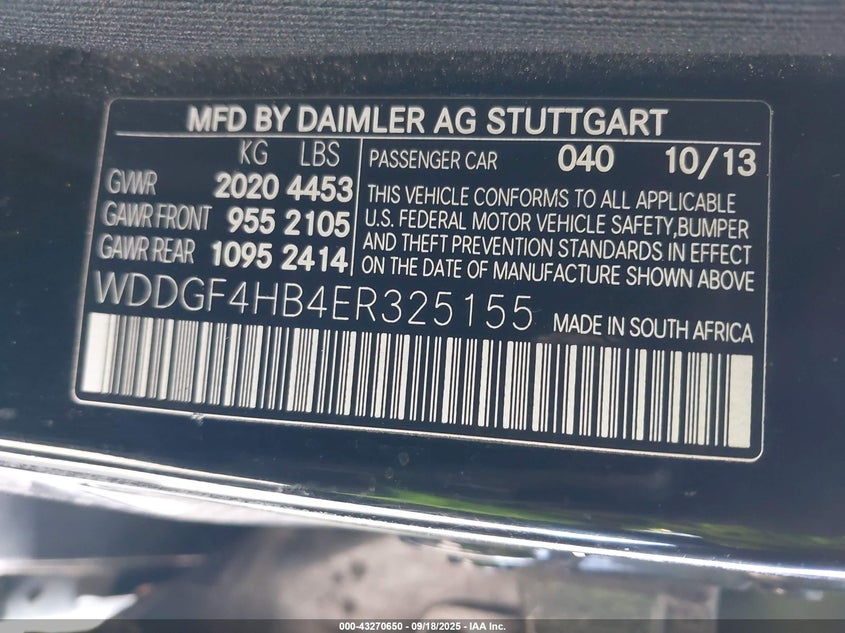 MFD BY DAIMLER AG STUTTGART
KG LBS
GVWR 2020 4453
GAWR FRONT 955 2105
GAWR REAR 1095 2414
PASSENGER CAR 040 10/13
THIS VEHICLE CONFORMS TO ALL APPLICABLE
U.S. FEDERAL MOTOR VEHICLE SAFETY,BUMPER
AND THEFT PREVENTION STANDARDS IN EFFECT
ON THE DATE OF MANUFACTURE SHOWN ABOVE
WDDGF4HB4ER325155 MADE IN SOUTH AFRICA
000-43270650 - 09/18/2025 - IAA Inc.